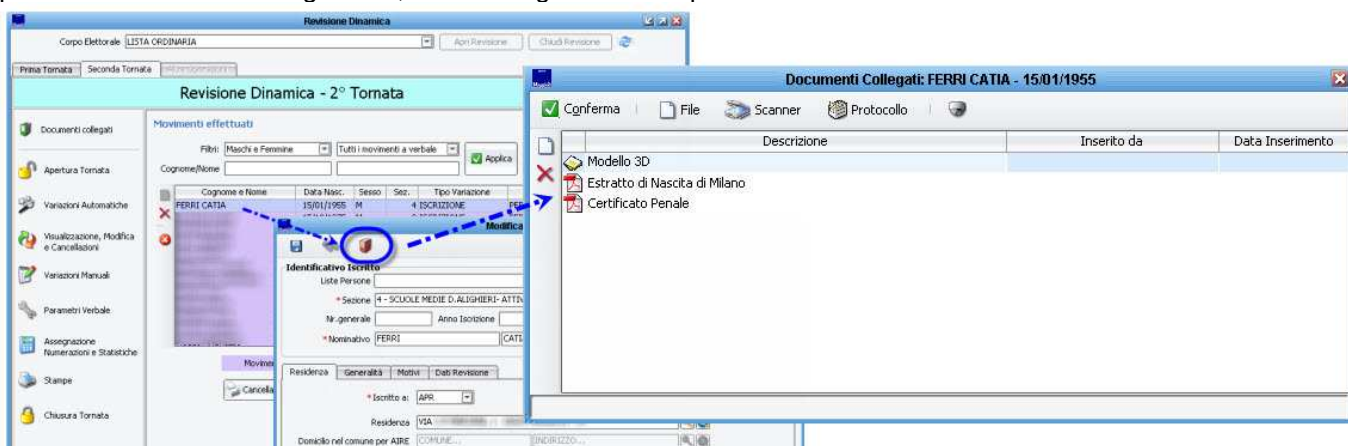 Revisione Dinamica
Corpo Elettorale LISTA ORDINARIA Apri Revisione Chiudi Revisione
Prima Tornata Seconda Tornata
Revisione Dinamica - 2° Tornata
Documenti collegati
Apertura Tornata
Variazioni Automatiche
Visualizzazione, Modifica
e Cancellazioni
Variazioni Manuali
Parametri Verbale
Assegnazione
Numerazioni e Statistiche
Stampe
Chiusura Tornata
Movimenti effettuati
Filtri: Maschi e Femmine Tutti i movimenti a verbale Applica
Cognome/Nome
Cognome e Nome Data Nasc. Sesso Sez. Tipo Variazione
FERRI CATIA 15/01/1955 M 4 ISCRIZIONE PER
Movime
Cancella
Modifica
Identificativo Iscritto
Liste Persone
* Sezione 4 - SCUOLE MEDIE D.ALIGHIERI- ATTIV
Nr.generale Anno Iscrizione
* Nominativo FERRI CATI
Residenza Generalità Motivi Dati Revisione
* Iscritto a: APR
Residenza VIA
Domicilio nel comune per AIRE COMUNE... INDIRIZZO...
Documenti Collegati: FERRI CATIA - 15/01/1955
Conferma File Scanner Protocollo
Descrizione Inserito da Data Inserimento
Modello 3D
Estratto di Nascita di Milano
Certificato Penale